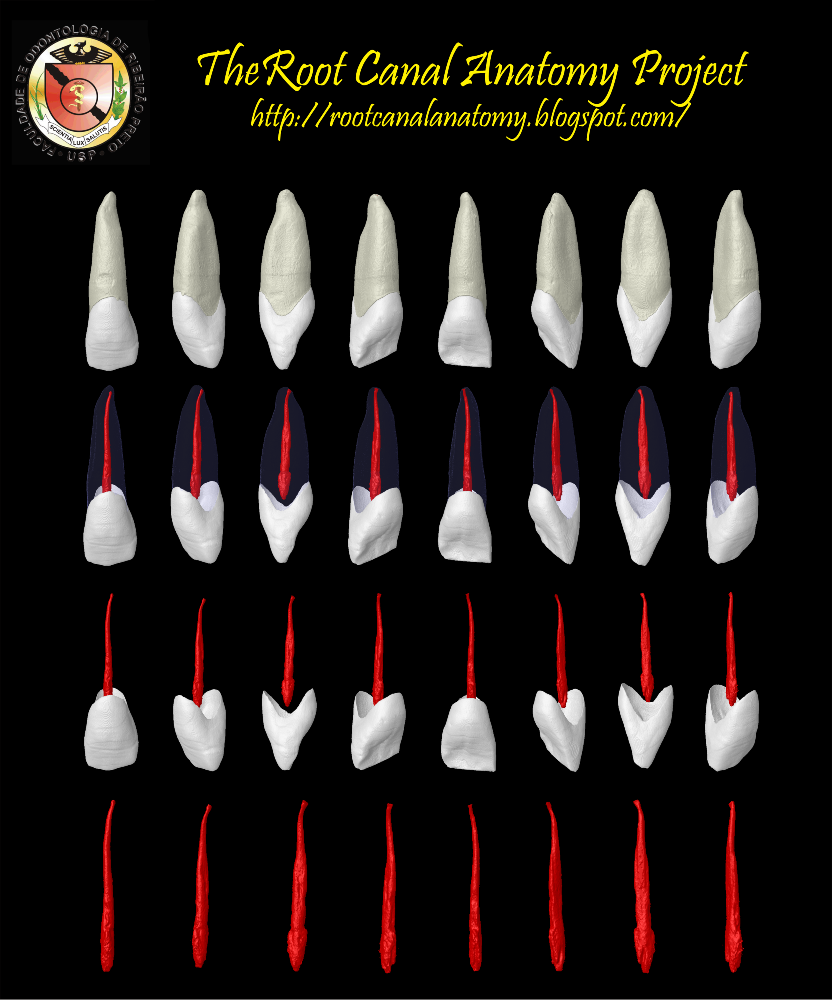 FACULDADE DE ODONTOLOGIA DE RIBEIRÃO PRETO
• USP •
SCIENTIA LUX SALUTIS
The Root Canal Anatomy Project
http://rootcanalanatomy.blogspot.com/